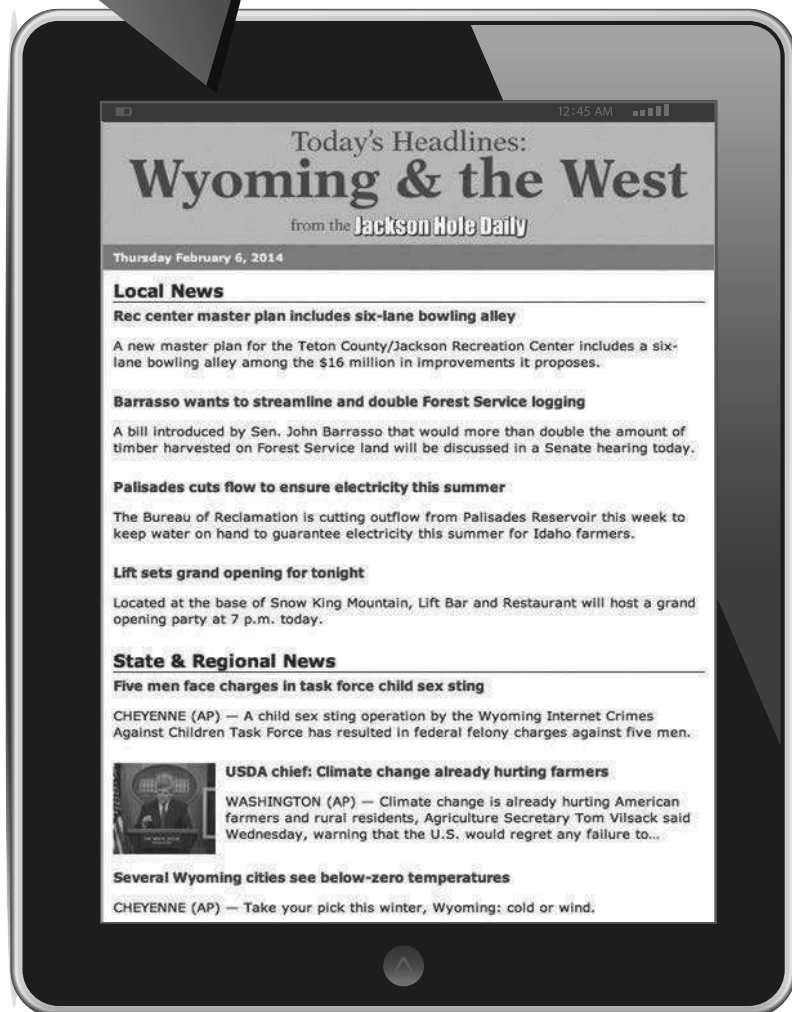 12:45 AM
Today's Headlines:
Wyoming & the West
from the Jackson Hole Daily
Thursday February 6, 2014
Local News
Rec center master plan includes six-lane bowling alley
A new master plan for the Teton County/Jackson Recreation Center includes a six-
lane bowling alley among the $16 million in improvements it proposes.
Barrasso wants to streamline and double Forest Service logging
A bill introduced by Sen. John Barrasso that would more than double the amount of
timber harvested on Forest Service land will be discussed in a Senate hearing today.
Palisades cuts flow to ensure electricity this summer
The Bureau of Reclamation is cutting outflow from Palisades Reservoir this week to
keep water on hand to guarantee electricity this summer for Idaho farmers.
Lift sets grand opening for tonight
Located at the base of Snow King Mountain, Lift Bar and Restaurant will host a grand
opening party at 7 p.m. today.
State & Regional News
Five men face charges in task force child sex sting
CHEYENNE (AP) — A child sex sting operation by the Wyoming Internet Crimes
Against Children Task Force has resulted in federal felony charges against five men.
USDA chief: Climate change already hurting farmers
WASHINGTON (AP) — Climate change is already hurting American
farmers and rural residents, Agriculture Secretary Tom Vilsack said
Wednesday, warning that the U.S. would regret any failure to...
Several Wyoming cities see below-zero temperatures
CHEYENNE (AP) — Take your pick this winter, Wyoming: cold or wind.